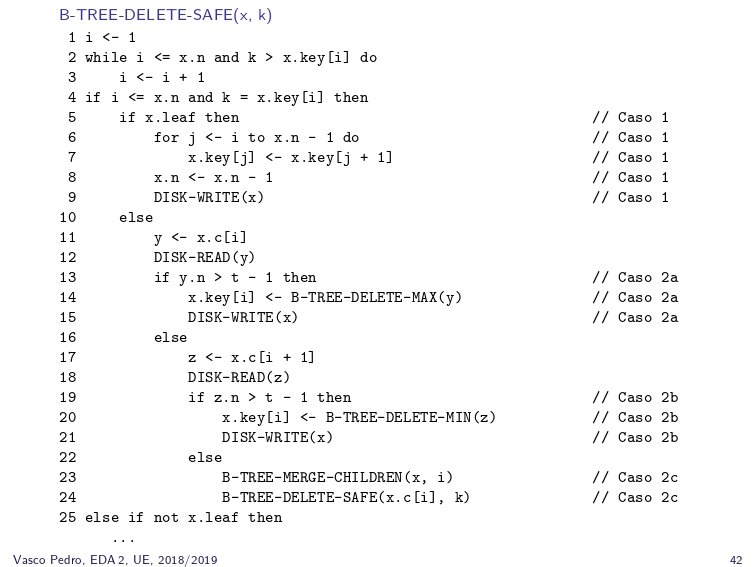 B-TREE-DELETE-SAFE(x, k)
1 i <- 1
2 while i <= x.n and k > x.key[i] do
3     i <- i + 1
4 if i <= x.n and k = x.key[i] then
5     if x.leaf then // Caso 1
6         for j <- i to x.n - 1 do // Caso 1
7             x.key[j] <- x.key[j + 1] // Caso 1
8         x.n <- x.n - 1 // Caso 1
9         DISK-WRITE(x) // Caso 1
10     else
11         y <- x.c[i]
12         DISK-READ(y)
13         if y.n > t - 1 then // Caso 2a
14             x.key[i] <- B-TREE-DELETE-MAX(y) // Caso 2a
15             DISK-WRITE(x) // Caso 2a
16         else
17             z <- x.c[i + 1]
18             DISK-READ(z)
19             if z.n > t - 1 then // Caso 2b
20                 x.key[i] <- B-TREE-DELETE-MIN(z) // Caso 2b
21                 DISK-WRITE(x) // Caso 2b
22             else
23                 B-TREE-MERGE-CHILDREN(x, i) // Caso 2c
24                 B-TREE-DELETE-SAFE(x.c[i], k) // Caso 2c
25 else if not x.leaf then
...
Vasco Pedro, EDA 2, UE, 2018/2019 42